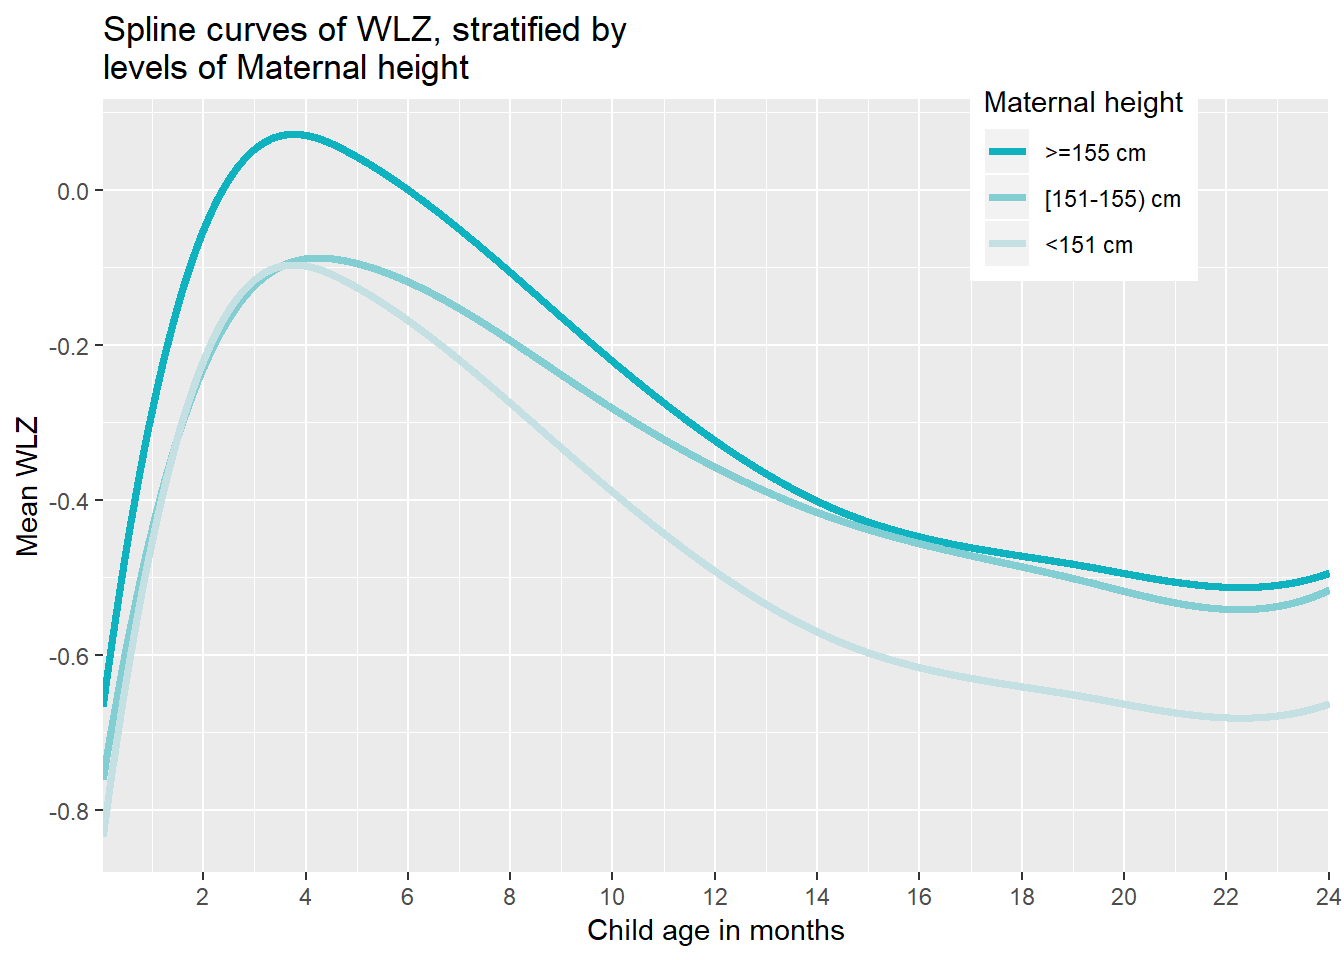 Spline curves of WLZ, stratified by
levels of Maternal height
Maternal height
>=155 cm
[151-155) cm
<151 cm
Mean WLZ
0.0
-0.2
-0.4
-0.6
-0.8
2 4 6 8 10 12 14 16 18 20 22 24
Child age in months